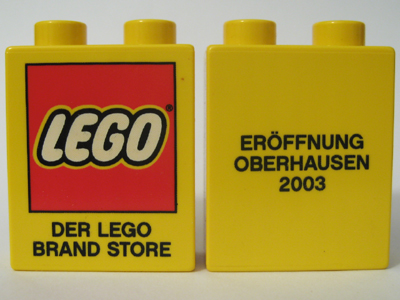 LEGO®
DER LEGO
BRAND STORE
ERÖFFNUNG
OBERHAUSEN
2003